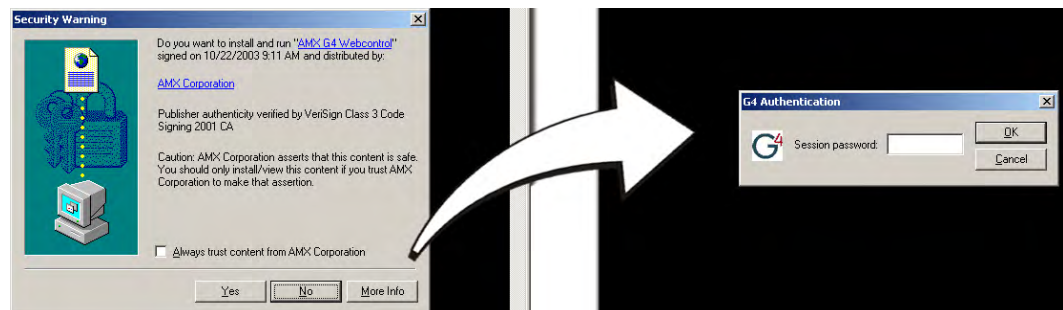 Security Warning
Do you want to install and run "AMX G4 Webcontrol"
signed on 10/22/2003 9:11 AM and distributed by:
AMX Corporation
Publisher authenticity verified by VeriSign Class 3 Code
Signing 2001 CA
Caution: AMX Corporation asserts that this content is safe.
You should only install/view this content if you trust AMX
Corporation to make that assertion.
Always trust content from AMX Corporation
Yes No More Info
G4 Authentication
G4 Session password:
OK
Cancel